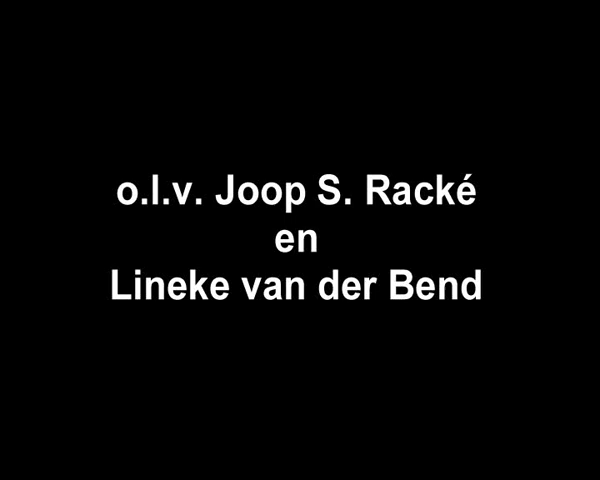 o.l.v. Joop S. Racké
en
Lineke van der Bend